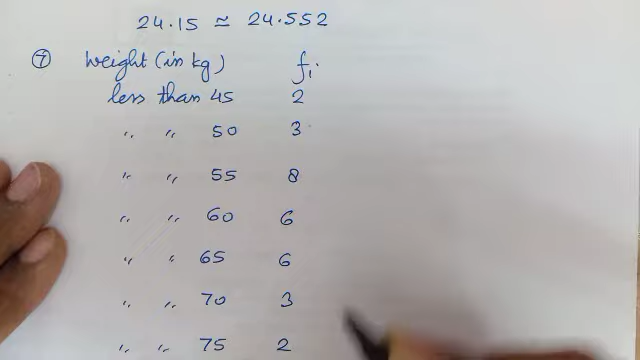 24.15 ≃ 24.552
⑦ Weight (in kg) fi
less than 45 2
" " 50 3
" " 55 8
" " 60 6
" " 65 6
" " 70 3
" " 75 2